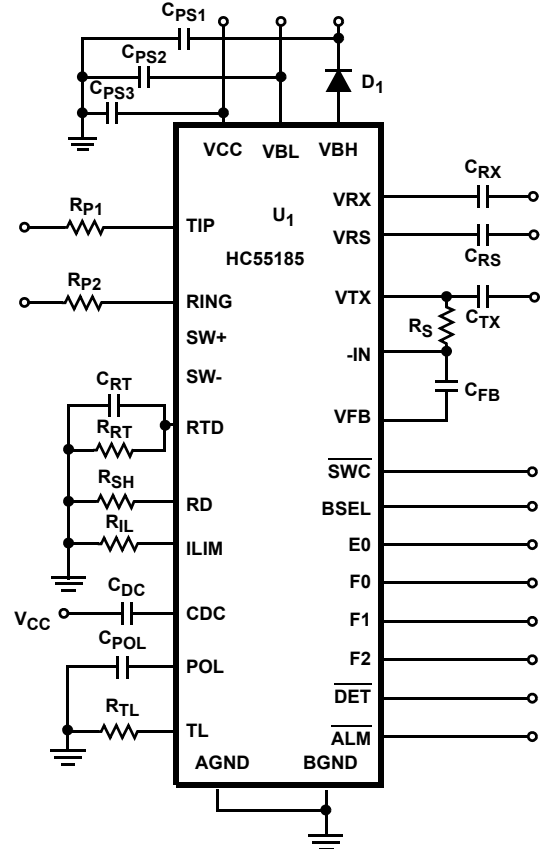 CPS1
CPS2
CPS3
D1
VCC VBL VBH
CRX
VRX
RP1
TIP
U1
VRS
CRS
HC55185
RP2
RING
VTX
CTX
SW+
RS
-IN
SW-
CRT
CFB
RTD
VFB
RRT
SWC
RSH
RD
BSEL
RIL
ILIM
E0
CDC
F0
VCC
CDC
F1
CPOL
POL
F2
RTL
DET
TL
ALM
AGND BGND